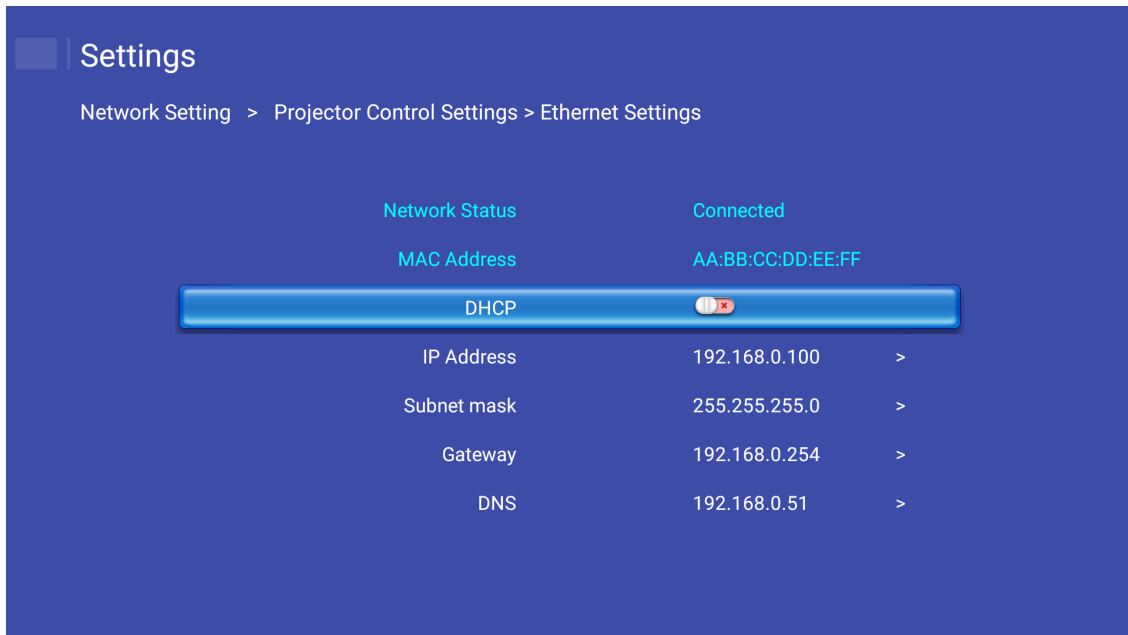 Settings
Network Setting > Projector Control Settings > Ethernet Settings
Network Status Connected
MAC Address AA:BB:CC:DD:EE:FF
DHCP
IP Address 192.168.0.100 >
Subnet mask 255.255.255.0 >
Gateway 192.168.0.254 >
DNS 192.168.0.51 >